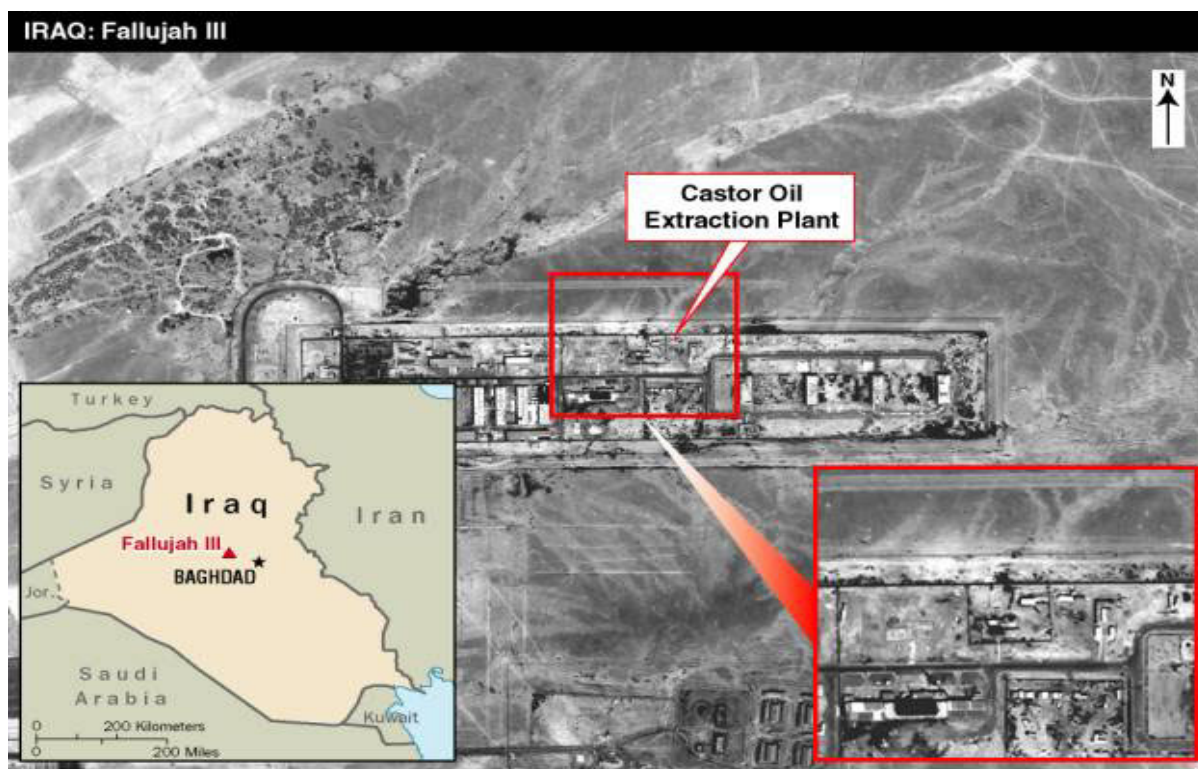 IRAQ: Fallujah III
N
Castor Oil
Extraction Plant
Turkey
Syria
Iraq
Iran
Fallujah III
BAGHDAD
Jor.
Saudi
Arabia
Kuwait
0 200 Kilometers
0 200 Miles